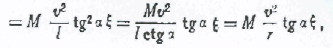 = M v²/l tg² α ξ = Mv²/(l ctg α) tg α ξ = M v²/r tg α ξ,